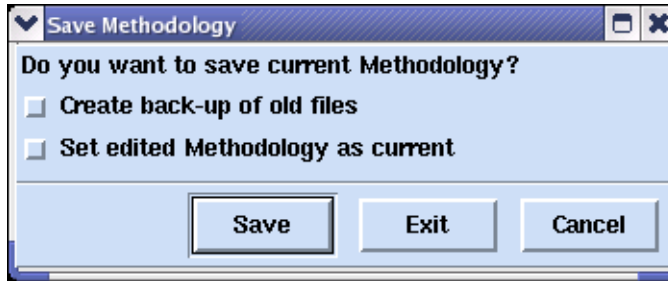 Save Methodology
Do you want to save current Methodology?
Create back-up of old files
Set edited Methodology as current
Save Exit Cancel